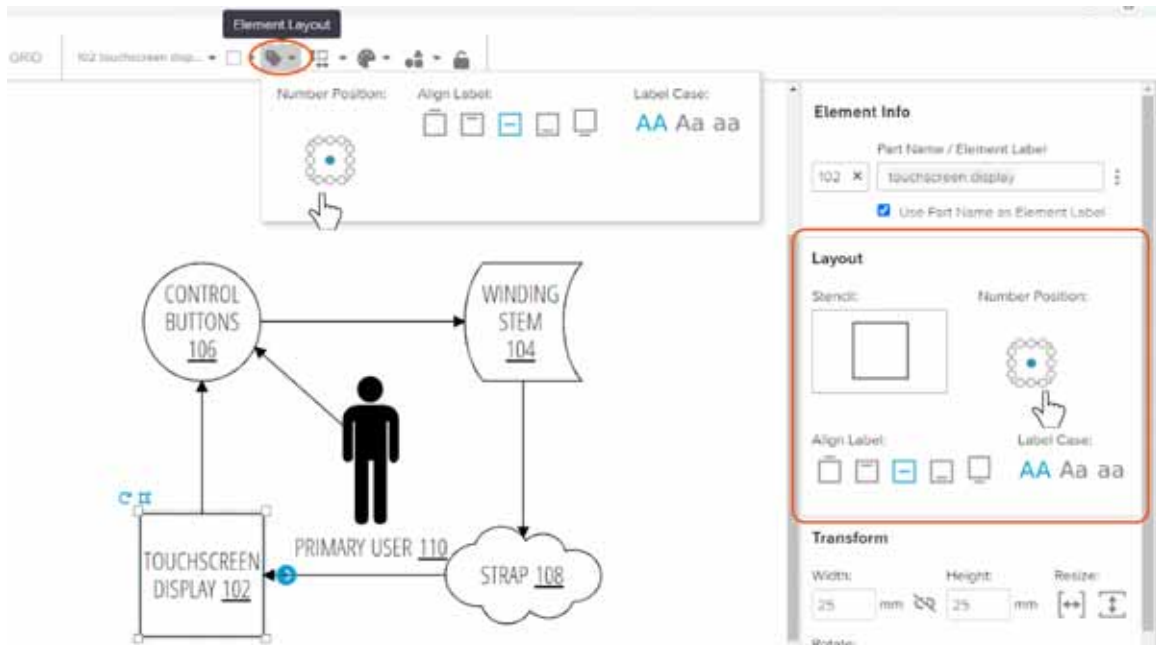 Element Layout
GRID
102 touchscreen disp...
Number Position:
Align Label:
Label Case:
AA Aa aa
Element Info
Part Name / Element Label
102 ×
touchscreen display
Use Part Name as Element Label
Layout
Stencil:
Number Position:
Align Label:
Label Case:
AA Aa aa
Transform
Width:
Height:
Resize:
25 mm
25 mm
Rotate:
CONTROL
BUTTONS
106
WINDING
STEM
104
TOUCHSCREEN
DISPLAY 102
PRIMARY USER 110
STRAP 108